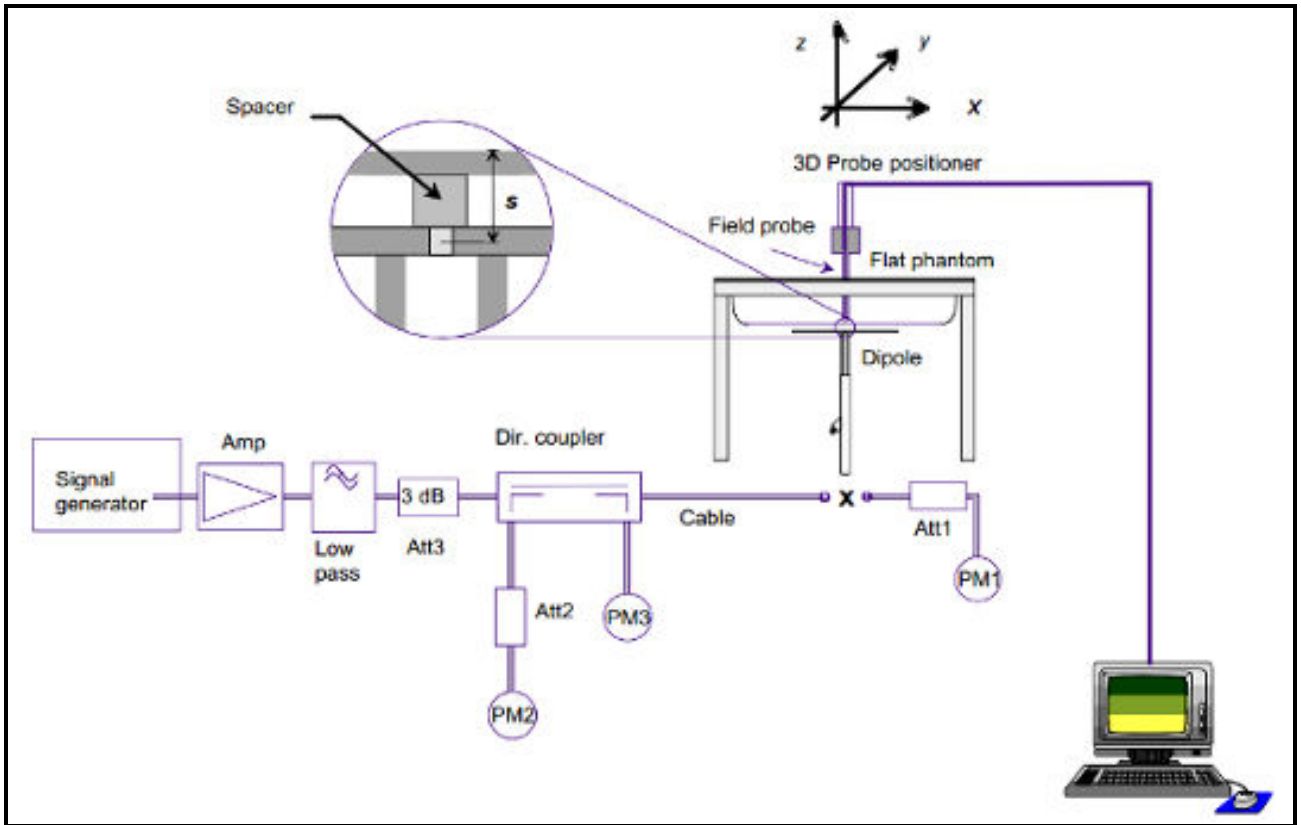 z
y
x
Spacer
s
3D Probe positioner
Field probe
Flat phantom
Dipole
Signal
generator
Amp
Low
pass
3 dB
Att3
Dir. coupler
Att2
PM2
PM3
Cable
X
Att1
PM1